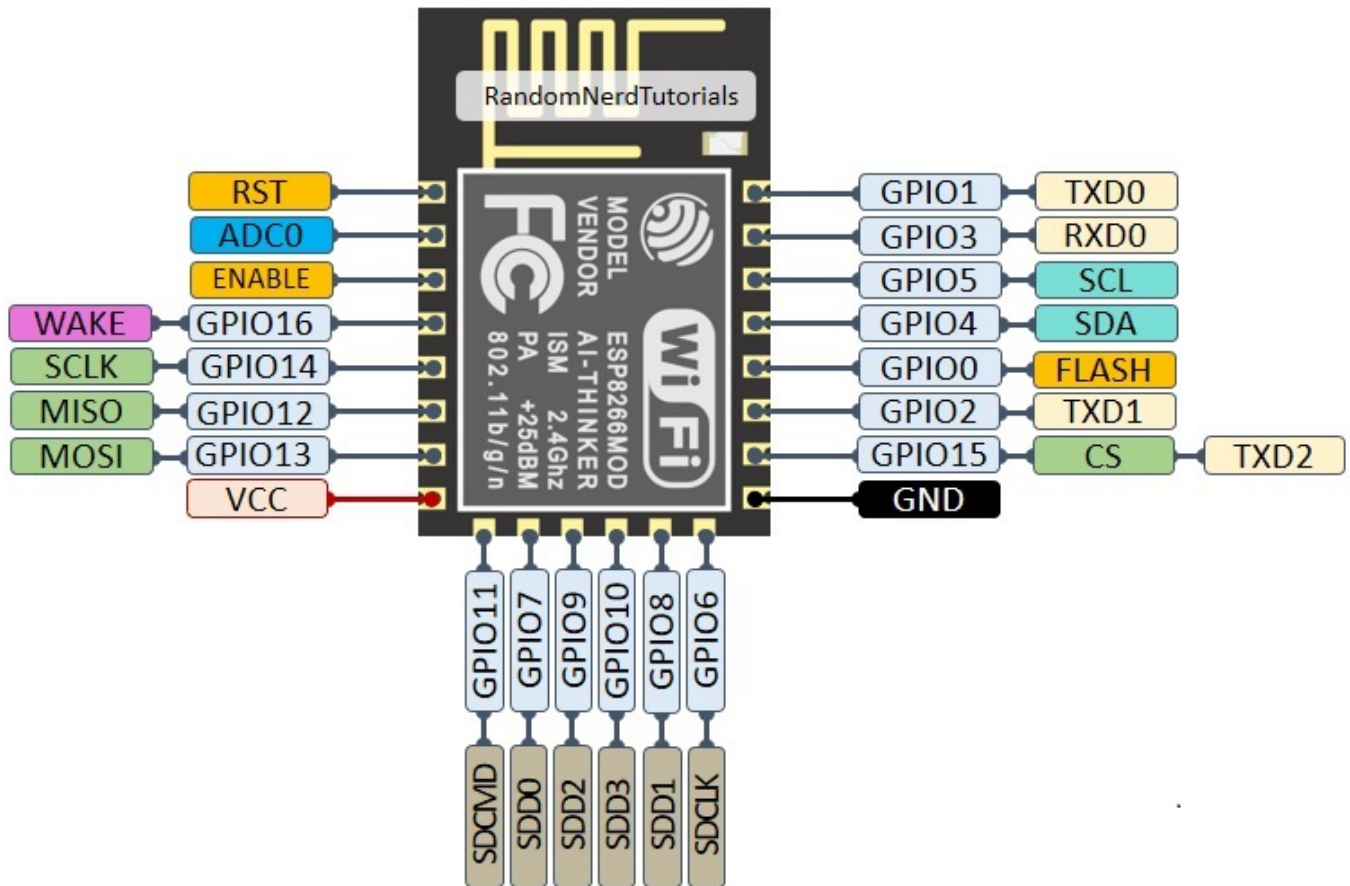 RandomNerdTutorials
RST
ADC0
ENABLE
WAKE GPIO16
SCLK GPIO14
MISO GPIO12
MOSI GPIO13
VCC
FC
MODEL ESP8266MOD
VENDOR AI-THINKER
ISM 2.4Ghz
PA +25dBM
802.11b/g/n
Wi Fi
GPIO1 TXD0
GPIO3 RXD0
GPIO5 SCL
GPIO4 SDA
GPIO0 FLASH
GPIO2 TXD1
GPIO15 CS TXD2
GND
GPIO11 SDCMD
GPIO7 SDD0
GPIO9 SDD2
GPIO10 SDD3
GPIO8 SDD1
GPIO6 SDCLK